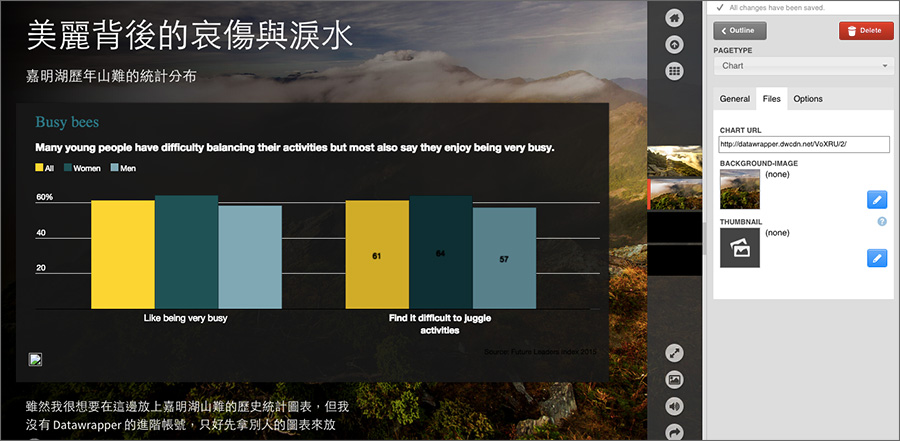 美麗背後的哀傷與淚水
嘉明湖歷年山難的統計分布
Busy bees
Many young people have difficulty balancing their activities but most also say they enjoy being very busy.
All Women Men
60%
40
20
61 64 57
Like being very busy
Find it difficult to juggle
activities
Source: Future Leaders Index 2015
雖然我很想要在這邊放上嘉明湖山難的歷史統計圖表，但我
沒有 Datawrapper 的進階帳號，只好先拿別人的圖表來放
All changes have been saved.
Outline
Delete
PAGETYPE
Chart
General Files Options
CHART URL
http://datawrapper.dwcdn.net/VoXRU/2/
BACKGROUND-IMAGE
(none)
THUMBNAIL
(none)
?